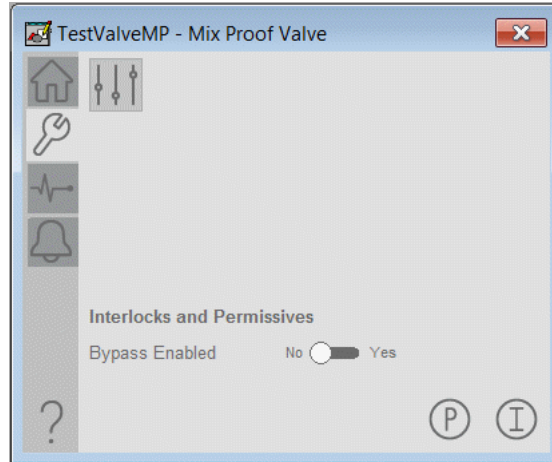 TestValveMP - Mix Proof Valve
Interlocks and Permissives
Bypass Enabled No Yes
? P I